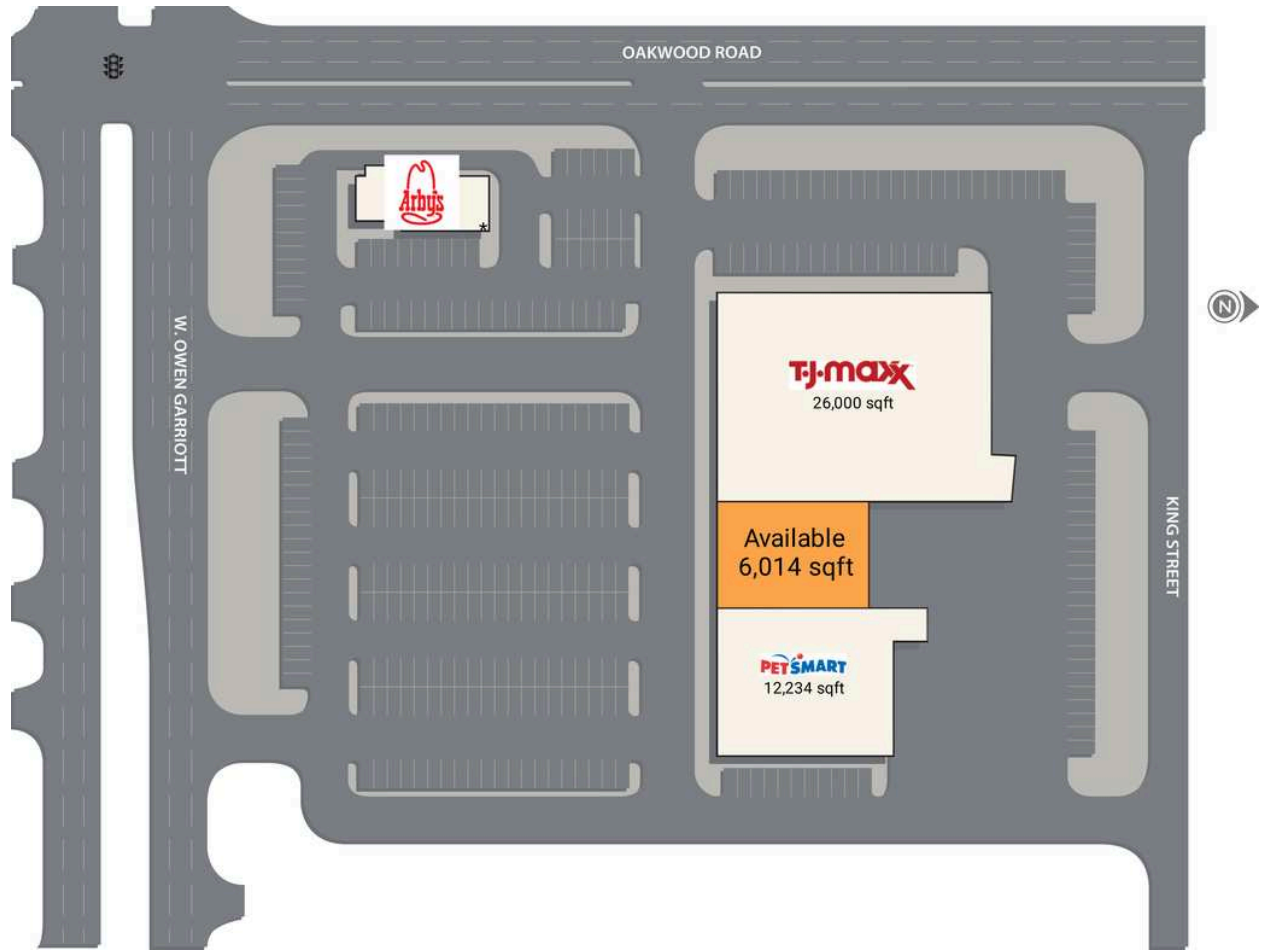 OAKWOOD ROAD
Arby's
*
W. OWEN GARRIOTT
N
T·J·maxx
26,000 sqft
Available
6,014 sqft
KING STREET
PETSMART
12,234 sqft